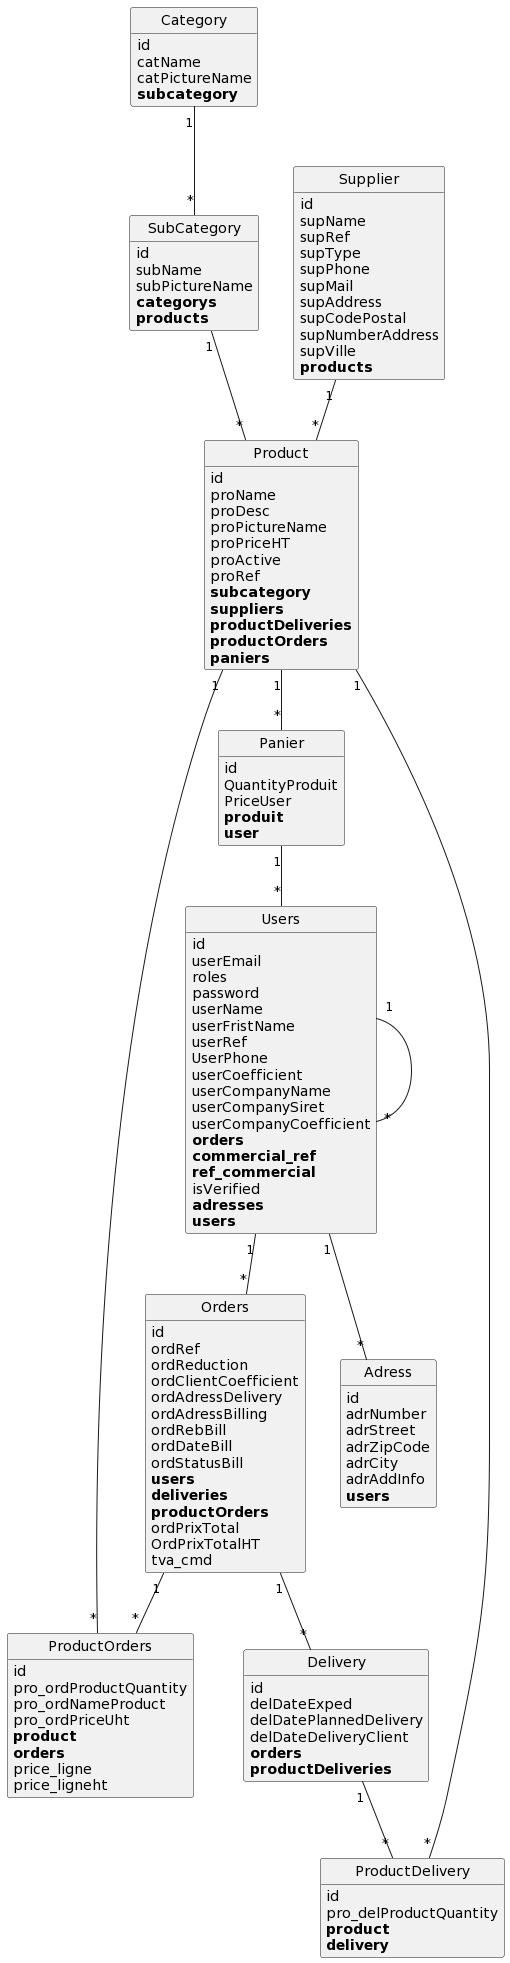 Category
id
catName
catPictureName
subcategory
1
*
Supplier
id
supName
supRef
supType
supPhone
supMail
supAddress
supCodePostal
supNumberAddress
supVille
products
SubCategory
id
subName
subPictureName
categorys
products
1
*
1
*
Product
id
proName
proDesc
proPictureName
proPriceHT
proActive
proRef
subcategory
suppliers
productDeliveries
productOrders
paniers
1
1
1
*
Panier
id
QuantityProduit
PriceUser
produit
user
1
*
Users
id
userEmail
roles
password
userName
userFristName
userRef
UserPhone
userCoefficient
userCompanyName
userCompanySiret
userCompanyCoefficient
orders
commercial_ref
ref_commercial
isVerified
adresses
users
1
*
1
*
1
*
Orders
id
ordRef
ordReduction
ordClientCoefficient
ordAdressDelivery
ordAdressBilling
ordRebBill
ordDateBill
ordStatusBill
users
deliveries
productOrders
ordPrixTotal
OrdPrixTotalHT
tva_cmd
Adress
id
adrNumber
adrStreet
adrZipCode
adrCity
adrAddInfo
users
1
1
*
*
*
ProductOrders
id
pro_ordProductQuantity
pro_ordNameProduct
pro_ordPriceUht
product
orders
price_ligne
price_ligneht
Delivery
id
delDateExped
delDatePlannedDelivery
delDateDeliveryClient
orders
productDeliveries
1
*
*
ProductDelivery
id
pro_delProductQuantity
product
delivery